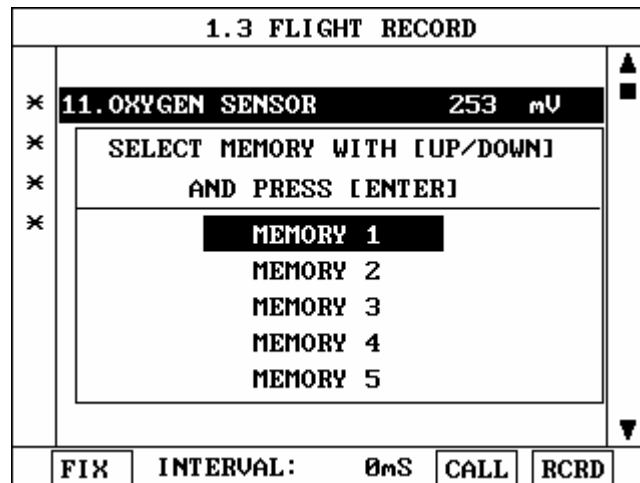 1.3 FLIGHT RECORD
* 11.OXYGEN SENSOR 253 mV
* SELECT MEMORY WITH [UP/DOWN]
* AND PRESS [ENTER]
* MEMORY 1
MEMORY 2
MEMORY 3
MEMORY 4
MEMORY 5
FIX INTERVAL: 0mS CALL RCRD